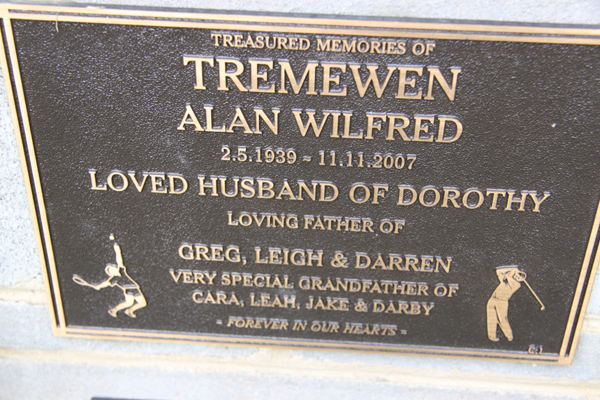 TREASURED MEMORIES OF
TREMEWEN
ALAN WILFRED
2.5.1939 ~ 11.11.2007
LOVED HUSBAND OF DOROTHY
LOVING FATHER OF
GREG, LEIGH & DARREN
VERY SPECIAL GRANDFATHER OF
CARA, LEAH, JAKE & DARBY
~ FOREVER IN OUR HEARTS ~